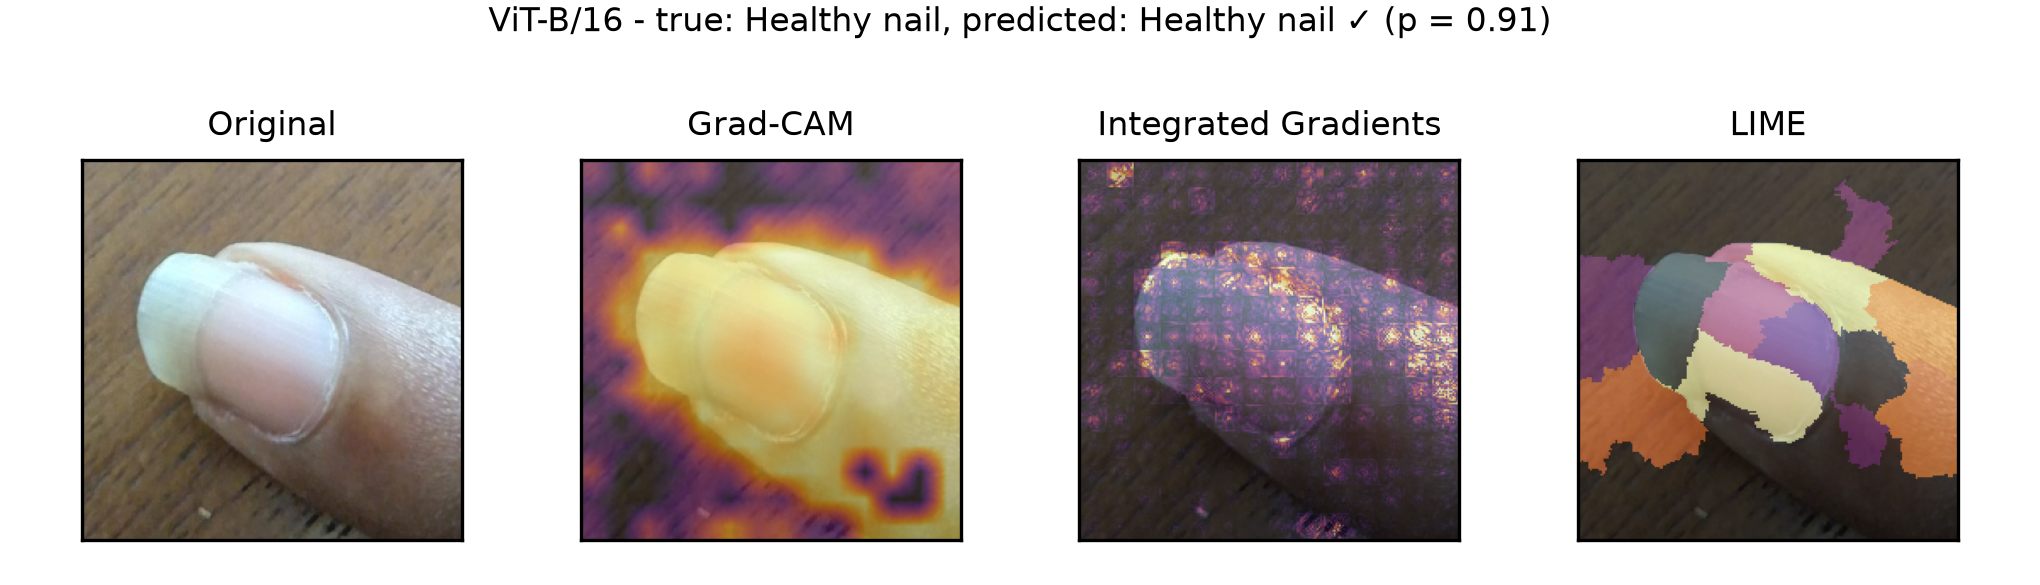 ViT-B/16 - true: Healthy nail, predicted: Healthy nail ✓ (p = 0.91)
Original
Grad-CAM
Integrated Gradients
LIME